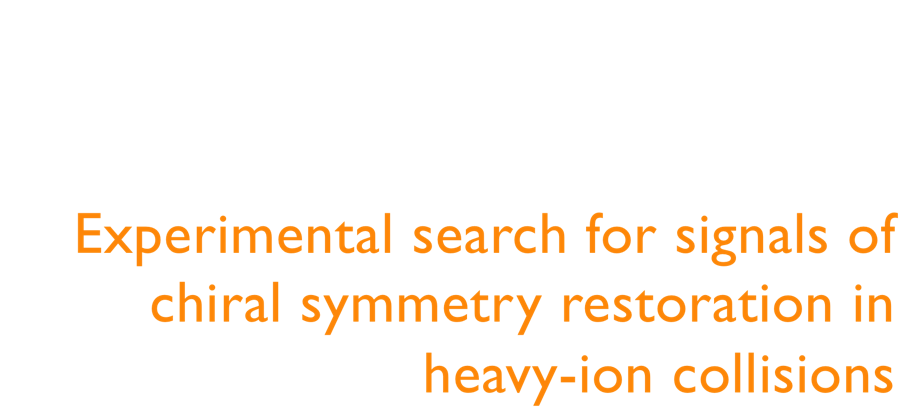 Experimental search for signals of
chiral symmetry restoration in
heavy-ion collisions